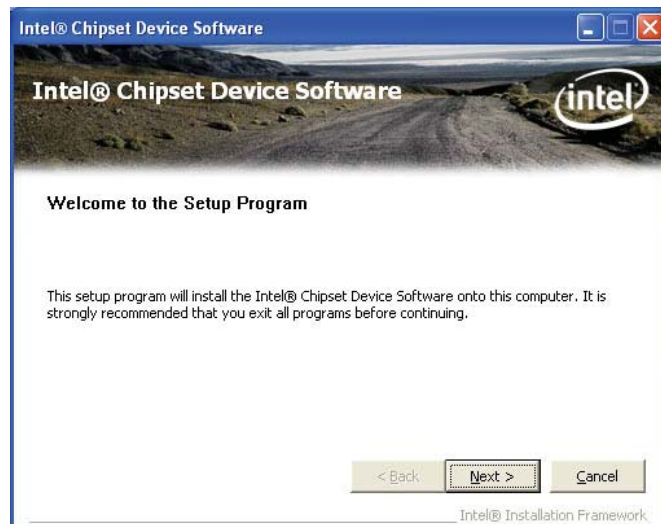 Intel® Chipset Device Software
Intel® Chipset Device Software
intel
Welcome to the Setup Program
This setup program will install the Intel® Chipset Device Software onto this computer. It is
strongly recommended that you exit all programs before continuing.
< Back Next > Cancel
Intel® Installation Framework